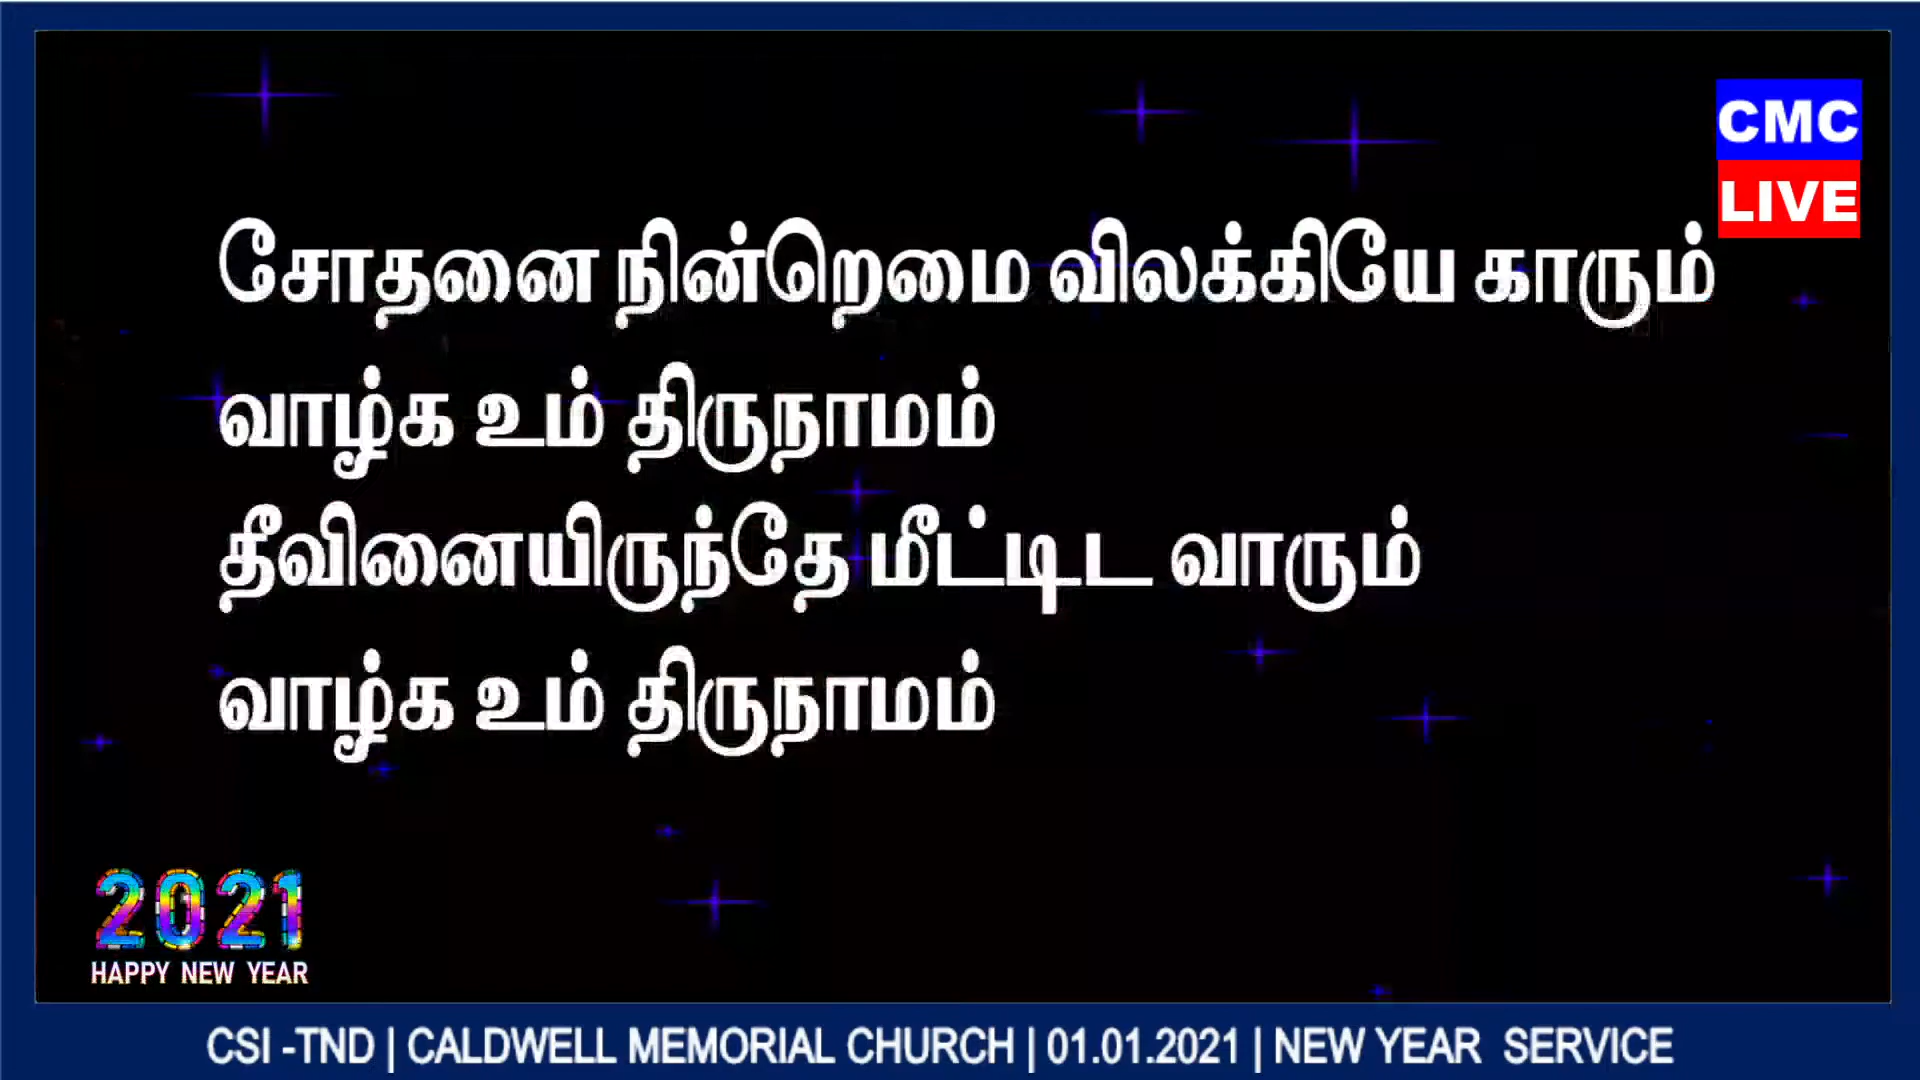 CMC
LIVE
சோதனை நின்றெமை விலக்கியே காரும்
வாழ்க உம் திருநாமம்
தீவினையிருந்தே மீட்டிட வாரும்
வாழ்க உம் திருநாமம்
2021
HAPPY NEW YEAR
CSI -TND | CALDWELL MEMORIAL CHURCH | 01.01.2021 | NEW YEAR SERVICE